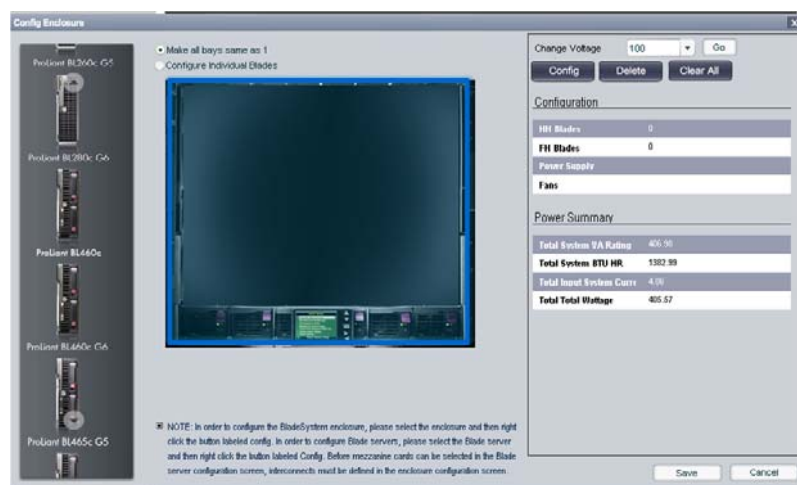 Config Enclosure
X
ProLiant BL260c G5
ProLiant BL280c G6
ProLiant BL460c
ProLiant BL460c G6
ProLiant BL465c G5
Make all bays same as 1
Configure Individual Blades
NOTE: In order to configure the BladeSystem enclosure, please select the enclosure and then right
click the button labeled config. In order to configure Blade servers, please select the Blade server
and then right click the button labeled Config. Before mezzanine cards can be selected in the Blade
server configuration screen, interconnects must be defined in the enclosure configuration screen.
Change Voltage 100 Go
Config Delete Clear All
Configuration
HH Blades 0
FH Blades 0
Power Supply
Fans
Power Summary
Total System VA Rating 406.98
Total System BTU HR 1382.99
Total Input System Curre
Total Total Wattage 405.57
Save Cancel